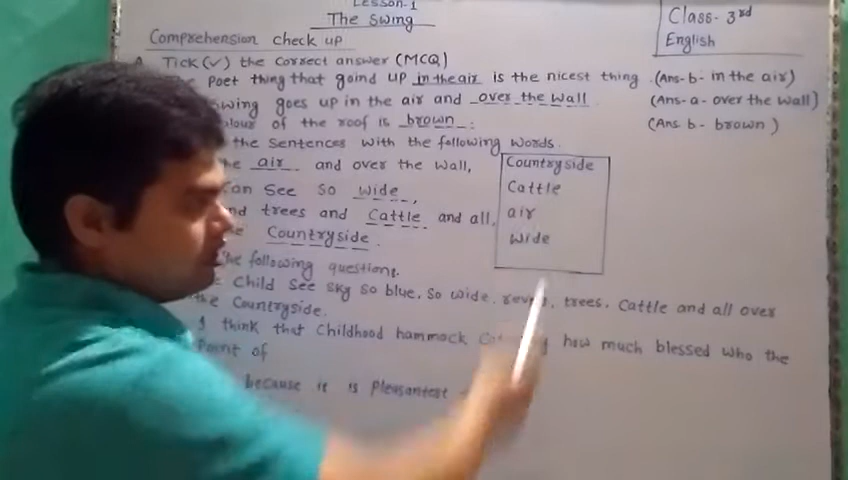 Lesson-1
The Swing
Class- 3rd
English
Comprehension check up
A. Tick (✓) the correct answer (MCQ)
Poet thing that goind up in the air is the nicest thing. (Ans-b- in the air)
swing goes up in the air and over the wall (Ans-a- over the wall)
of the roof is brown. (Ans b- brown)
the sentences with the following words.
air and over the wall,
Can see so wide,
trees and Cattle and all,
Countryside.
Countryside
Cattle
air
wide
the following questions.
Child see sky so blue, so wide, trees, Cattle and all over
the Countryside.
I think that childhood hammock how much blessed who the
Point of
because it is Pleasantest